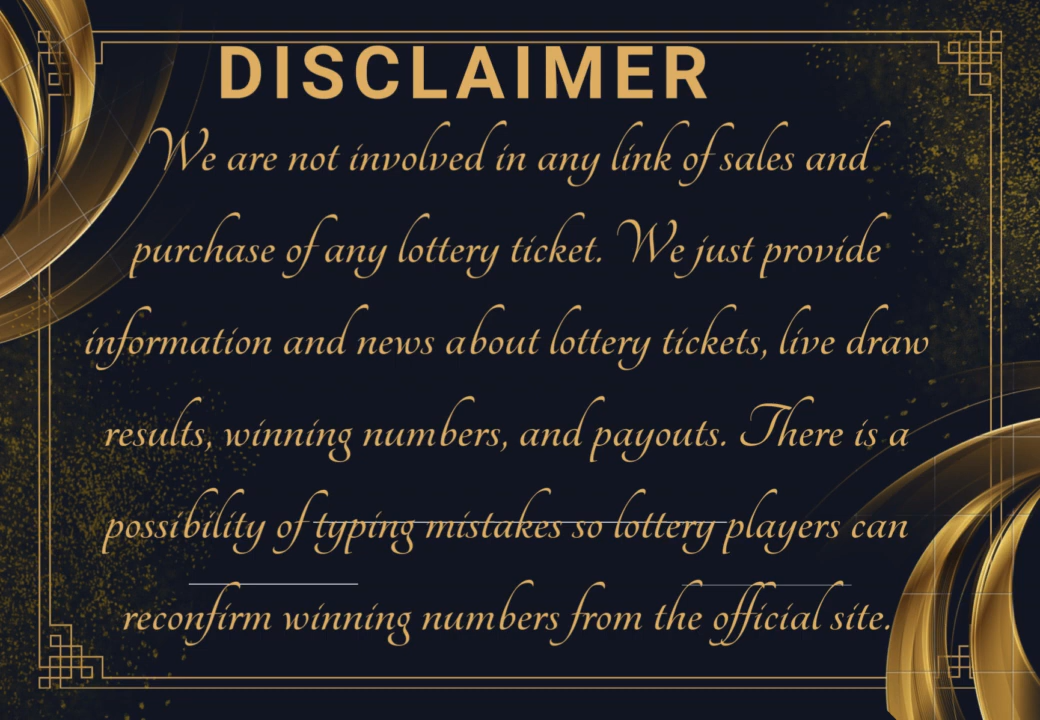 DISCLAIMER
We are not involved in any link of sales and
purchase of any lottery ticket. We just provide
information and news about lottery tickets, live draw
results, winning numbers, and payouts. There is a
possibility of typing mistakes so lottery players can
reconfirm winning numbers from the official site.